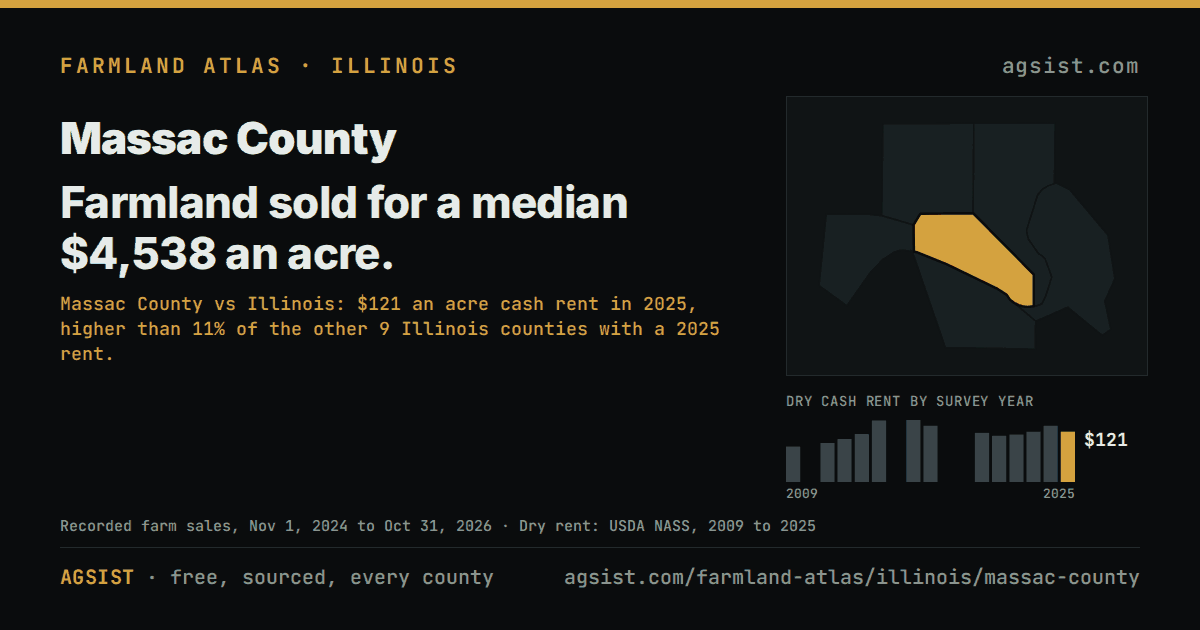 FARMLAND ATLAS · ILLINOIS
agsist.com
Massac County
Farmland sold for a median
$4,538 an acre.
Massac County vs Illinois: $121 an acre cash rent in 2025,
higher than 11% of the other 9 Illinois counties with a 2025
rent.
DRY CASH RENT BY SURVEY YEAR
$121
2009
2025
Recorded farm sales, Nov 1, 2024 to Oct 31, 2026 · Dry rent: USDA NASS, 2009 to 2025
AGSIST · free, sourced, every county
agsist.com/farmland-atlas/illinois/massac-county